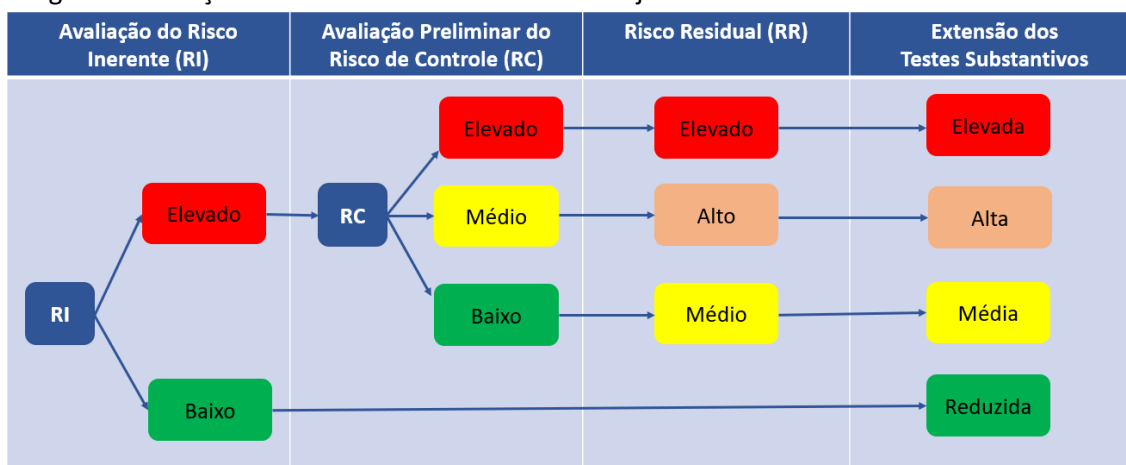 Avaliação do Risco
Inerente (RI)
Avaliação Preliminar do
Risco de Controle (RC)
Risco Residual (RR)
Extensão dos
Testes Substantivos
Elevado
Elevado
Elevada
Elevado
RC
Médio
Alto
Alta
RI
Baixo
Médio
Média
Baixo
Reduzida